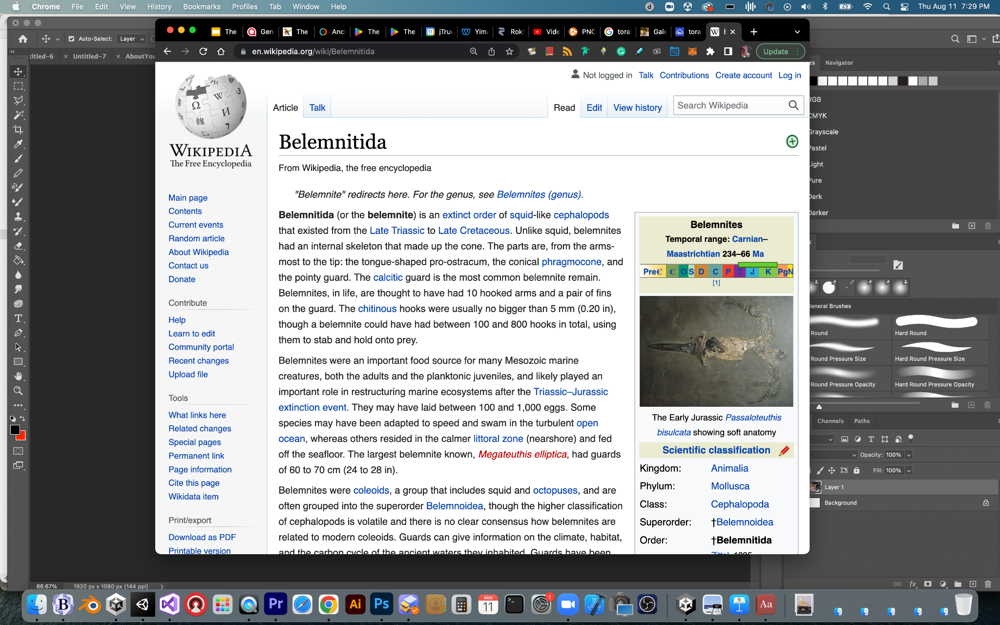 Chrome File Edit View History Bookmarks Profiles Tab Window Help
Thu Aug 11 7:29 PM
Auto-Select: Layer
Untitled-7
The Gen The Anci The The jTrue Yima Rok Vide PNC tora Gale tora
en.wikipedia.org/wiki/Belemnitida
Update
Not logged in Talk Contributions Create account Log in
Article Talk
Read Edit View history
Search Wikipedia
WIKIPEDIA
The Free Encyclopedia
Main page
Contents
Current events
Random article
About Wikipedia
Contact us
Donate
Contribute
Help
Learn to edit
Community portal
Recent changes
Upload file
Tools
What links here
Related changes
Special pages
Permanent link
Page information
Cite this page
Wikidata item
Print/export
Download as PDF
Printable version
Belemnitida
From Wikipedia, the free encyclopedia
"Belemnite" redirects here. For the genus, see Belemnites (genus).
Belemnitida (or the belemnite) is an extinct order of squid-like cephalopods
that existed from the Late Triassic to Late Cretaceous. Unlike squid, belemnites
had an internal skeleton that made up the cone. The parts are, from the arms-
most to the tip: the tongue-shaped pro-ostracum, the conical phragmocone, and
the pointy guard. The calcitic guard is the most common belemnite remain.
Belemnites, in life, are thought to have had 10 hooked arms and a pair of fins
on the guard. The chitinous hooks were usually no bigger than 5 mm (0.20 in),
though a belemnite could have had between 100 and 800 hooks in total, using
them to stab and hold onto prey.
Belemnites were an important food source for many Mesozoic marine
creatures, both the adults and the planktonic juveniles, and likely played an
important role in restructuring marine ecosystems after the Triassic–Jurassic
extinction event. They may have laid between 100 and 1,000 eggs. Some
species may have been adapted to speed and swam in the turbulent open
ocean, whereas others resided in the calmer littoral zone (nearshore) and fed
off the seafloor. The largest belemnite known, Megateuthis elliptica, had guards
of 60 to 70 cm (24 to 28 in).
Belemnites were coleoids, a group that includes squid and octopuses, and are
often grouped into the superorder Belemnoidea, though the higher classification
of cephalopods is volatile and there is no clear consensus how belemnites are
related to modern coleoids. Guards can give information on the climate, habitat,
and the carbon cycle of the ancient waters they inhabited. Guards have been
Belemnites
Temporal range: Carnian–
Maastrichtian 234–66 Ma
PreЄ Є O S D C P T J K Pg N
[1]
The Early Jurassic Passaloteuthis
bisulcata showing soft anatomy
Scientific classification
Kingdom: Animalia
Phylum: Mollusca
Class: Cephalopoda
Superorder: †Belemnoidea
Order: †Belemnitida
Navigator
RGB
CMYK
Grayscale
Pastel
Light
Pure
Dark
Darker
General Brushes
Round Hard Round
Round Pressure Size Hard Round Pressure Size
Round Pressure Opacity Hard Round Pressure Opacity
Channels Paths
Opacity: 100%
Fill: 100%
Layer 1
Background
66.67% 1920 px x 1080 px (144 ppi)
Pr Ai Ps AUG 11 1 Aa